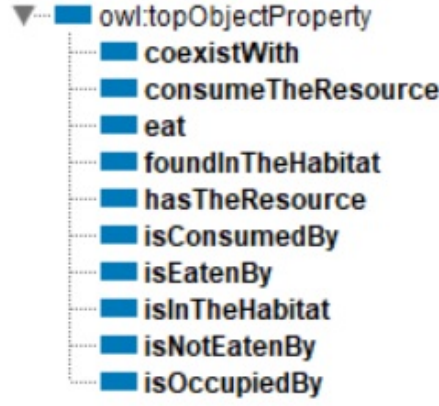 owl:topObjectProperty
coexistWith
consumeTheResource
eat
foundInTheHabitat
hasTheResource
isConsumedBy
isEatenBy
isInTheHabitat
isNotEatenBy
isOccupiedBy